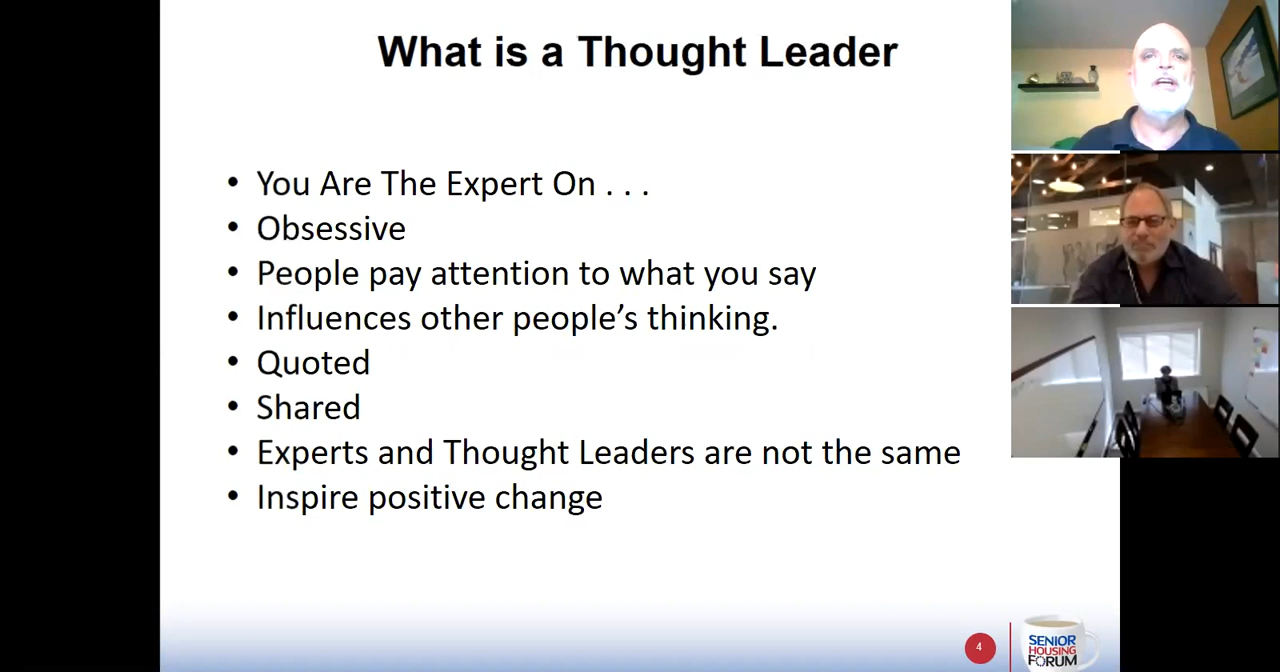 What is a Thought Leader
• You Are The Expert On . . .
• Obsessive
• People pay attention to what you say
• Influences other people’s thinking.
• Quoted
• Shared
• Experts and Thought Leaders are not the same
• Inspire positive change
4
SENIOR
HOUSING
FORUM